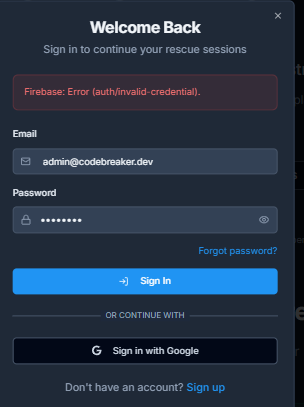 Welcome Back
Sign in to continue your rescue sessions
Firebase: Error (auth/invalid-credential).
Email
admin@codebreaker.dev
Password
••••••••
Forgot password?
Sign In
OR CONTINUE WITH
G Sign in with Google
Don't have an account? Sign up